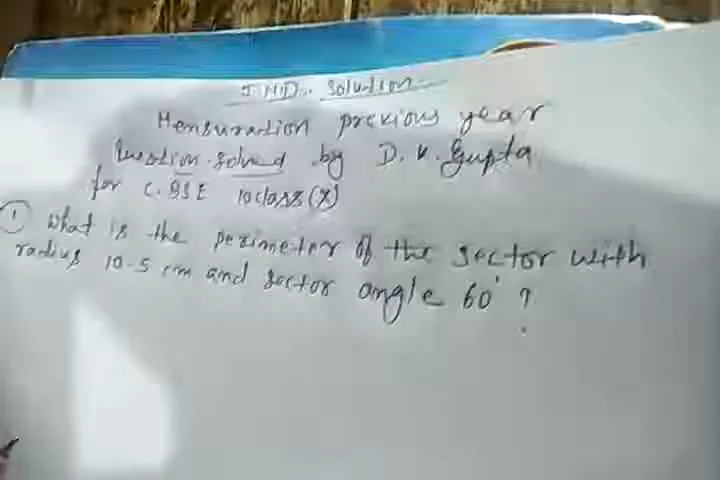 J.N.D. Solution
Mensuration previous year
Question solved by D. K. Gupta
for C.BSE 10 class (X)
① What is the perimeter of the sector with
radius 10.5 cm and sector angle 60° ?